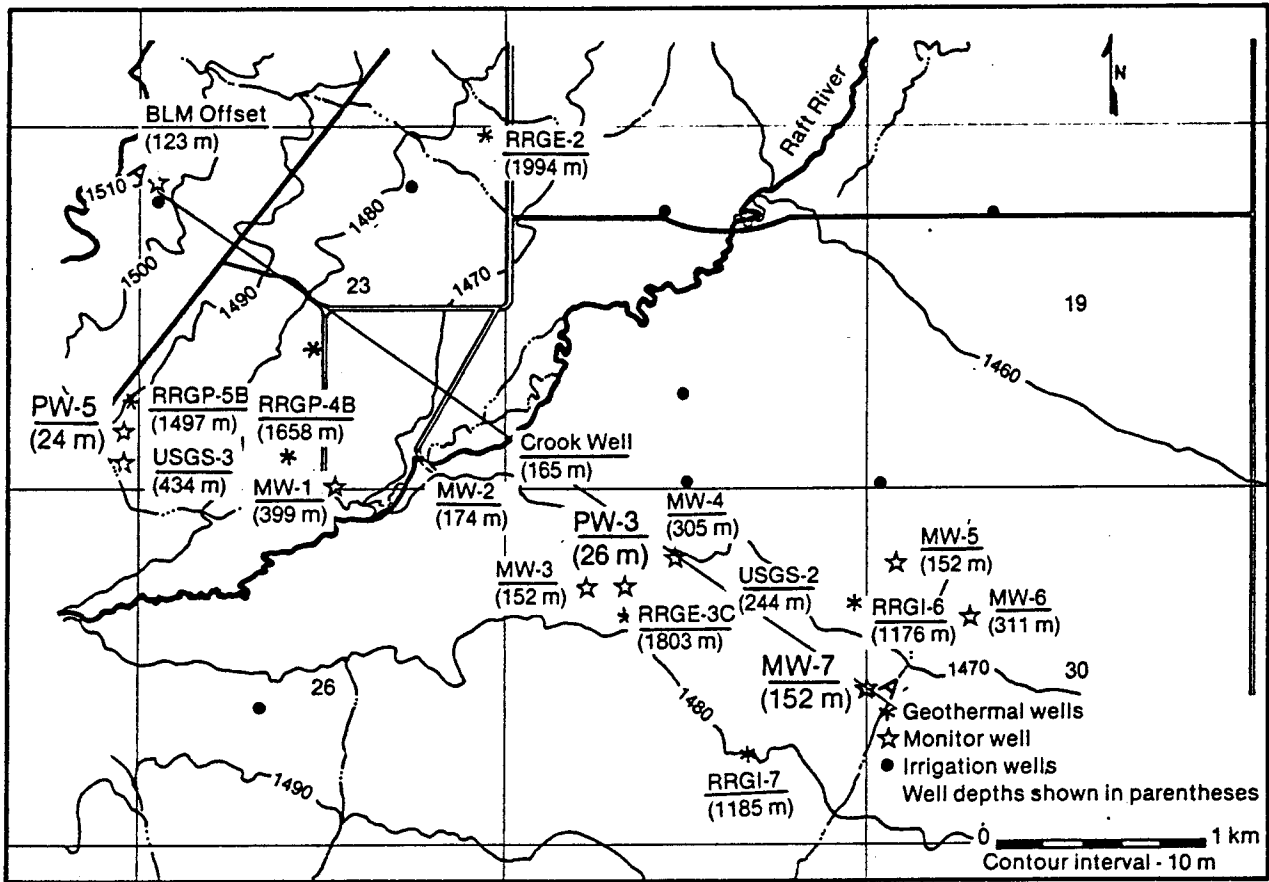 N
Raft River
BLM Offset
(123 m)
RRGE-2
(1994 m)
1510
A
1480
1500
1490
23
1470
19
1460
PW-5
(24 m)
RRGP-5B
(1497 m)
RRGP-4B
(1658 m)
USGS-3
(434 m)
MW-1
(399 m)
MW-2
(174 m)
Crook Well
(165 m)
MW-4
(305 m)
PW-3
(26 m)
MW-3
(152 m)
USGS-2
(244 m)
MW-5
(152 m)
RRGE-3C
(1803 m)
RRGI-6
(1176 m)
MW-6
(311 m)
MW-7
(152 m)
A
1470
30
26
1480
1490
RRGI-7
(1185 m)
Geothermal wells
Monitor well
Irrigation wells
Well depths shown in parentheses
0 1 km
Contour interval - 10 m